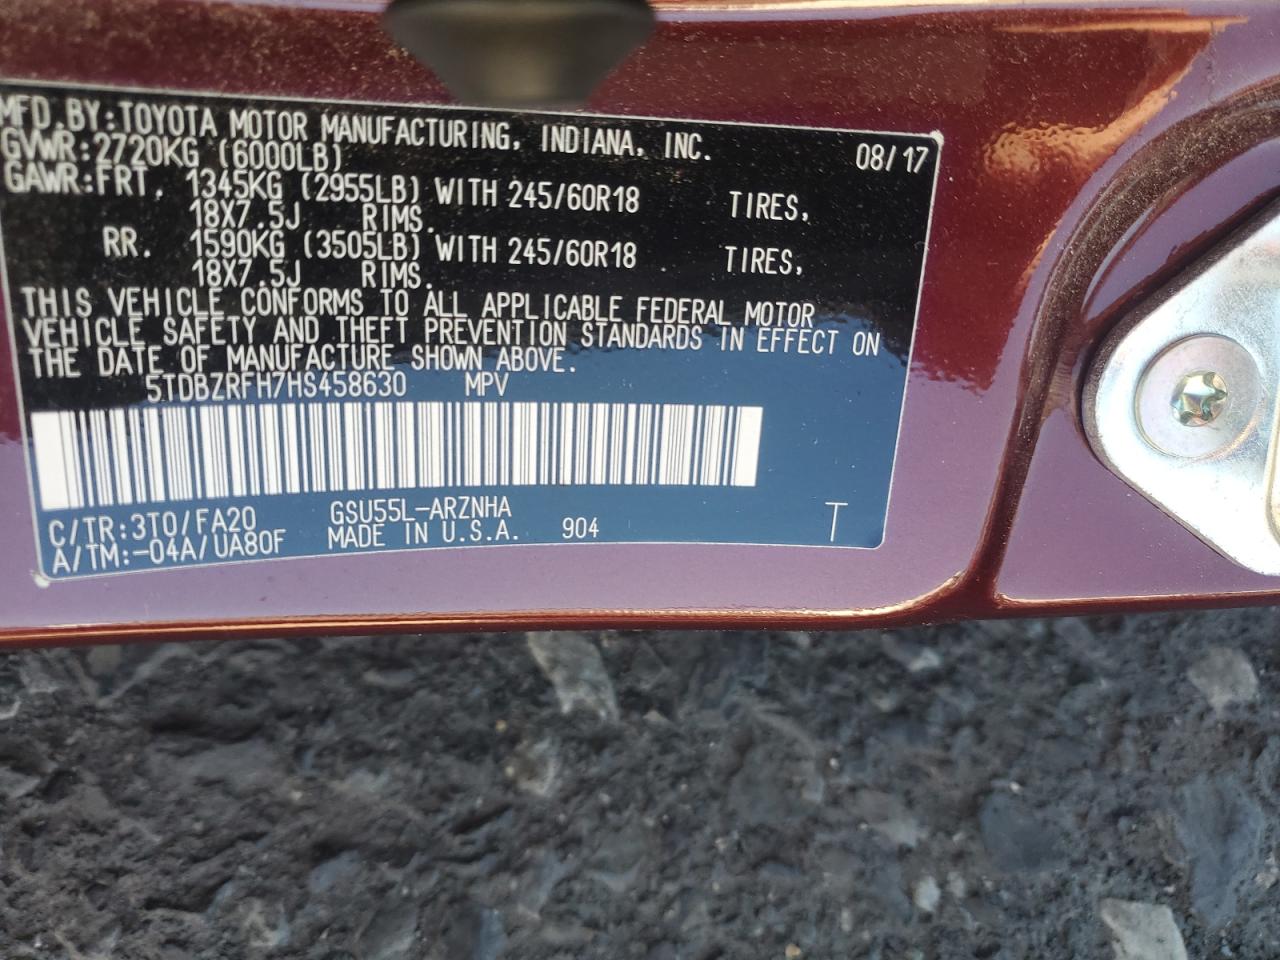 MFD.BY:TOYOTA MOTOR MANUFACTURING, INDIANA, INC. 08/17
GVWR:2720KG (6000LB)
GAWR:FRT. 1345KG (2955LB) WITH 245/60R18 TIRES,
18X7.5J RIMS.
RR. 1590KG (3505LB) WITH 245/60R18 TIRES,
18X7.5J RIMS.
THIS VEHICLE CONFORMS TO ALL APPLICABLE FEDERAL MOTOR
VEHICLE SAFETY AND THEFT PREVENTION STANDARDS IN EFFECT ON
THE DATE OF MANUFACTURE SHOWN ABOVE.
5TDBZRFH7HS458630 MPV
C/TR:3T0/FA20 GSU55L-ARZNHA
A/TM:-04A/UA80F MADE IN U.S.A. 904 T